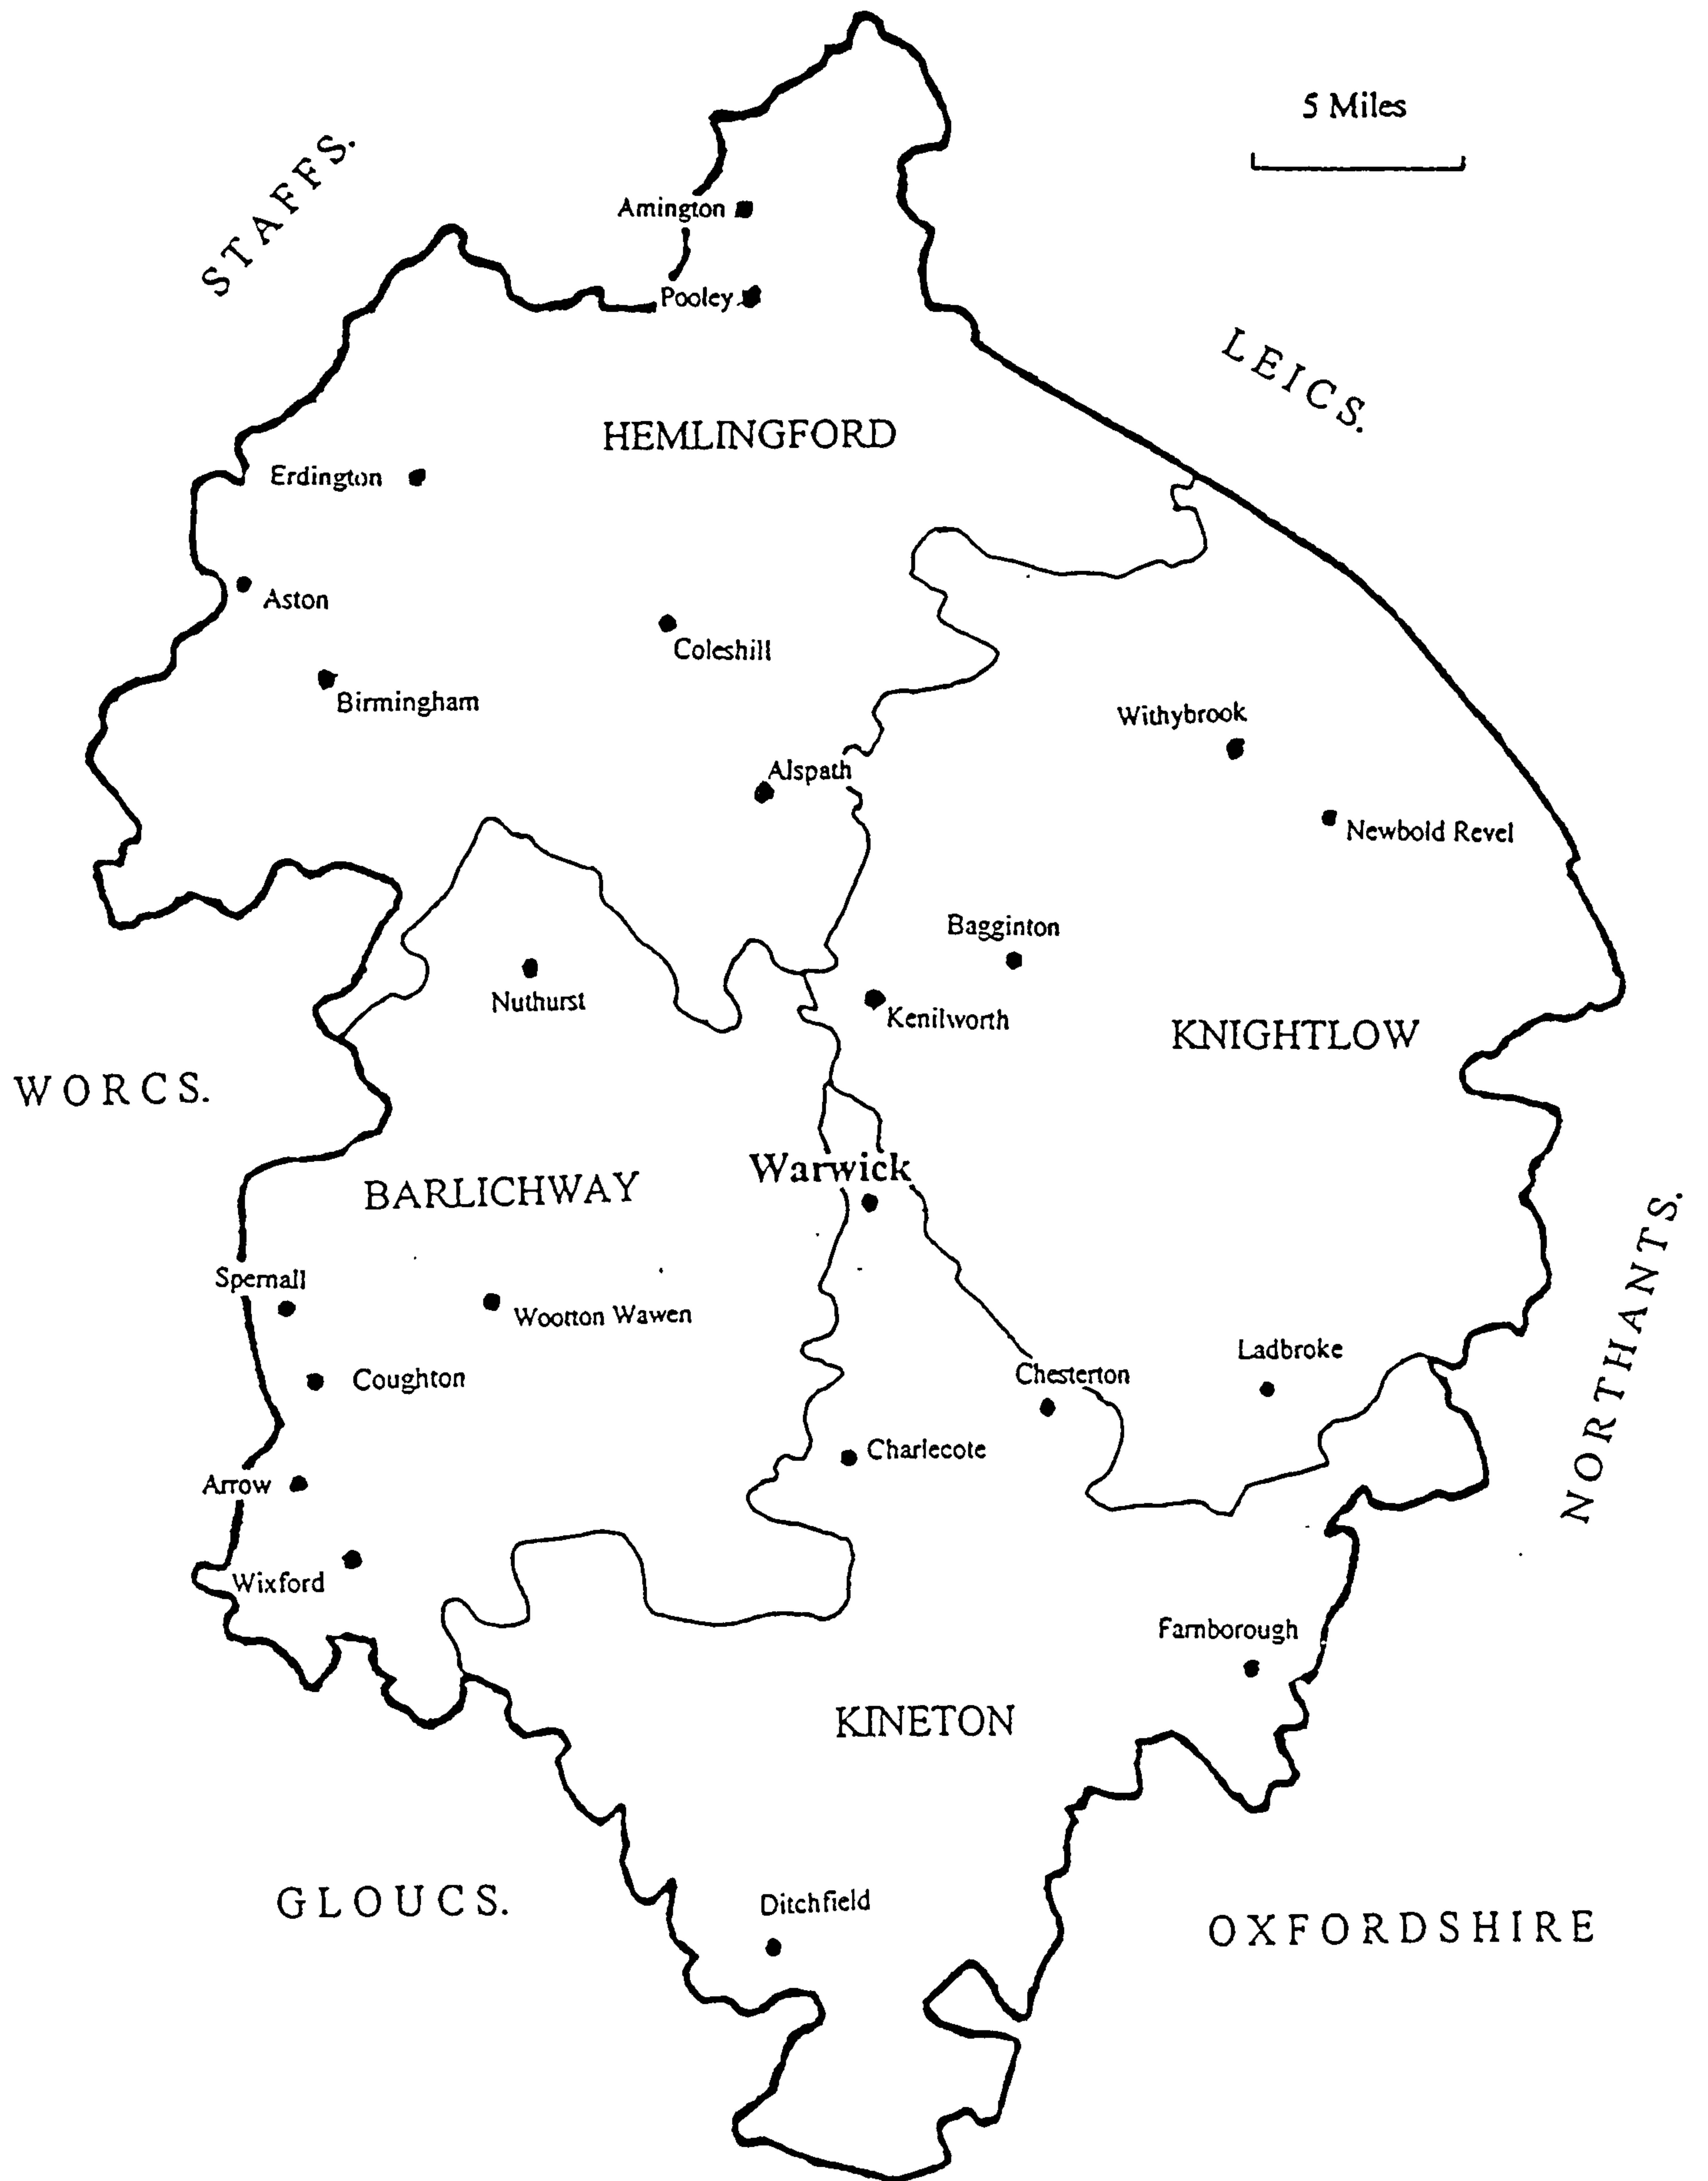 5 Miles
STAFFS.
Amington
Pooley
LEICS.
HEMLINGFORD
Erdington
Aston
Coleshill
Birmingham
Withybrook
Alspath
Newbold Revel
Bagginton
Nuthurst
Kenilworth
KNIGHTLOW
WORCS.
Warwick
BARLICHWAY
NORTHANTS.
Spernall
Wootton Wawen
Ladbroke
Coughton
Chesterton
Charlecote
Arrow
Wixford
Farnborough
KINETON
GLOUCS.
Ditchfield
OXFORDSHIRE